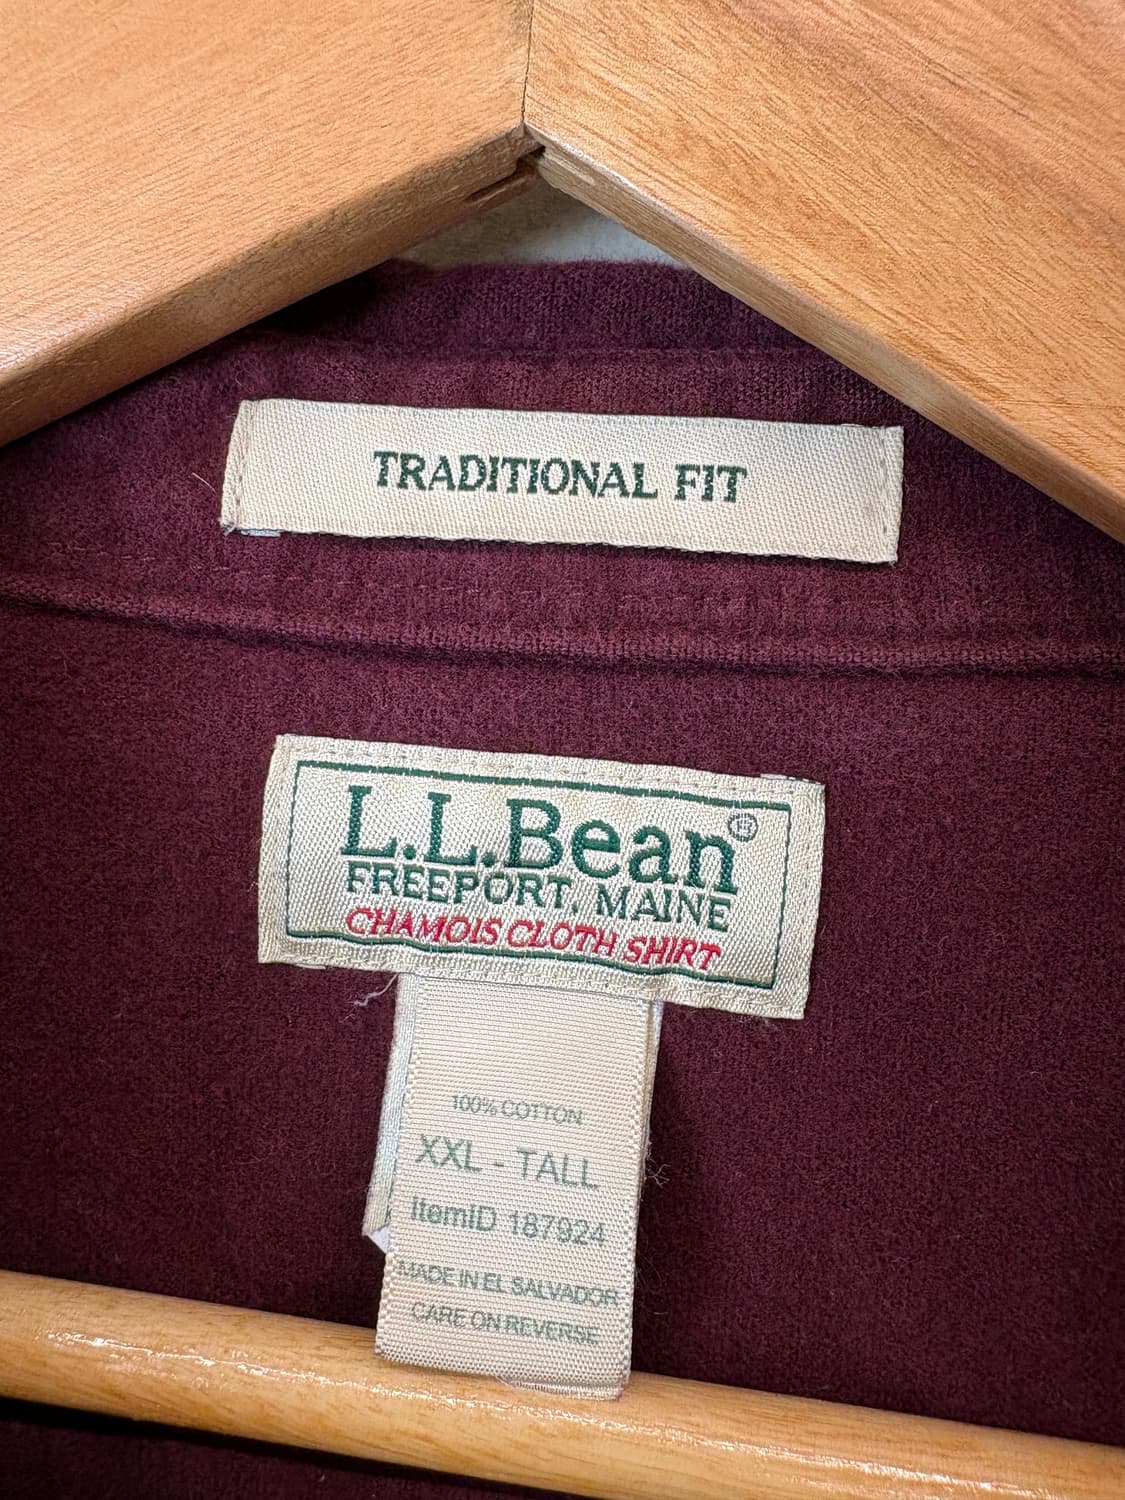 TRADITIONAL FIT
L.L.Bean®
FREEPORT, MAINE
CHAMOIS CLOTH SHIRT
100% COTTON
XXL - TALL
ItemID 187924
MADE IN EL SALVADOR
CARE ON REVERSE